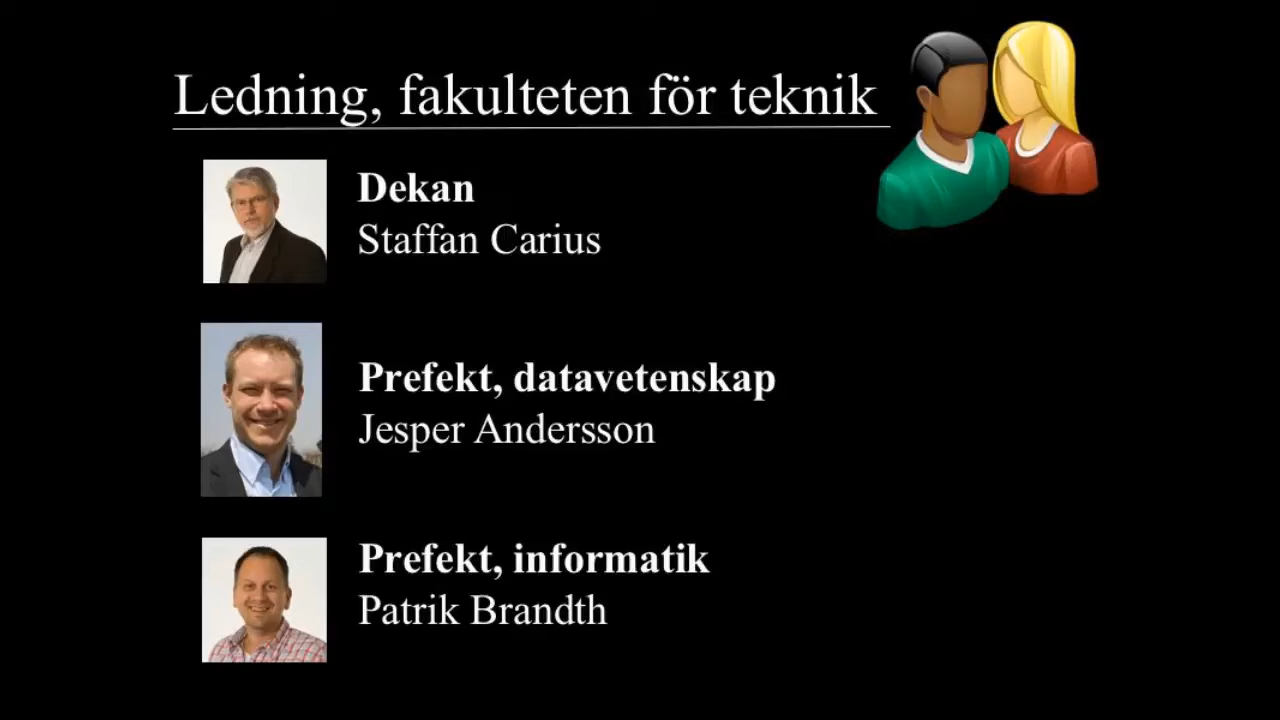 Ledning, fakulteten för teknik
Dekan
Staffan Carius
Prefekt, datavetenskap
Jesper Andersson
Prefekt, informatik
Patrik Brandth